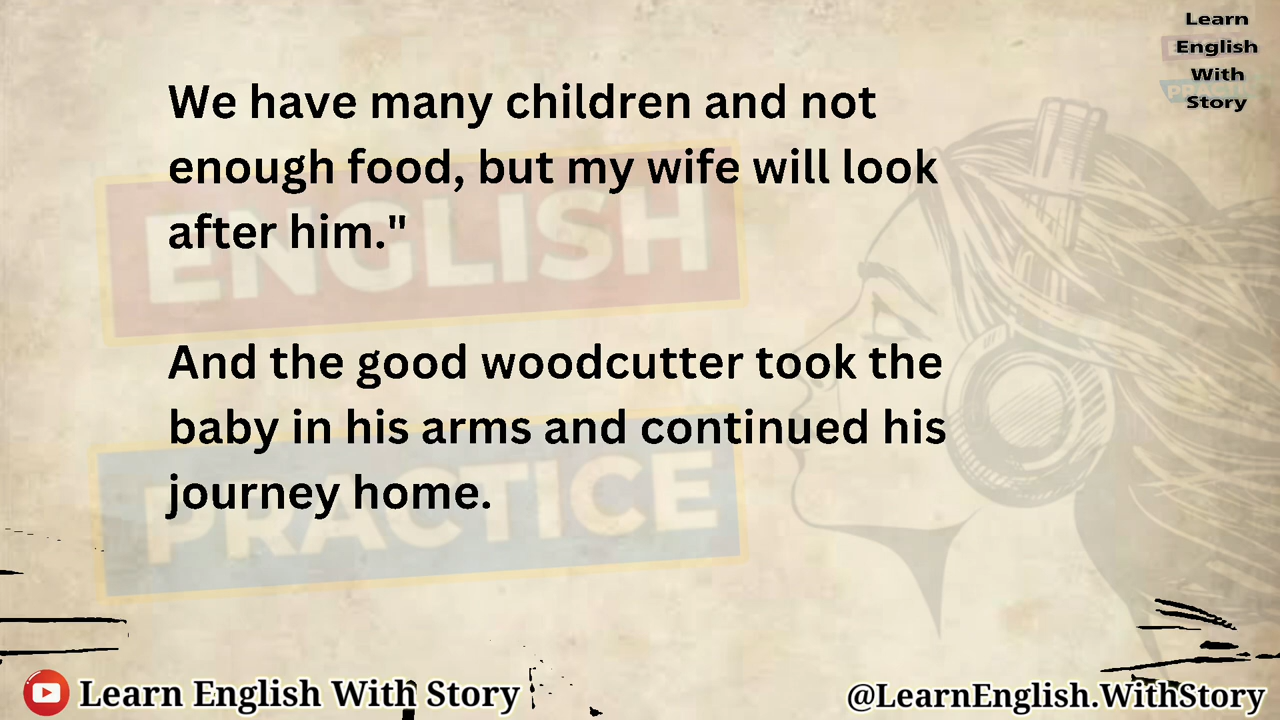 Learn
English
With
Story
We have many children and not
enough food, but my wife will look
after him."
And the good woodcutter took the
baby in his arms and continued his
journey home.
ENGLISH
PRACTICE
Learn English With Story
@LearnEnglish.WithStory